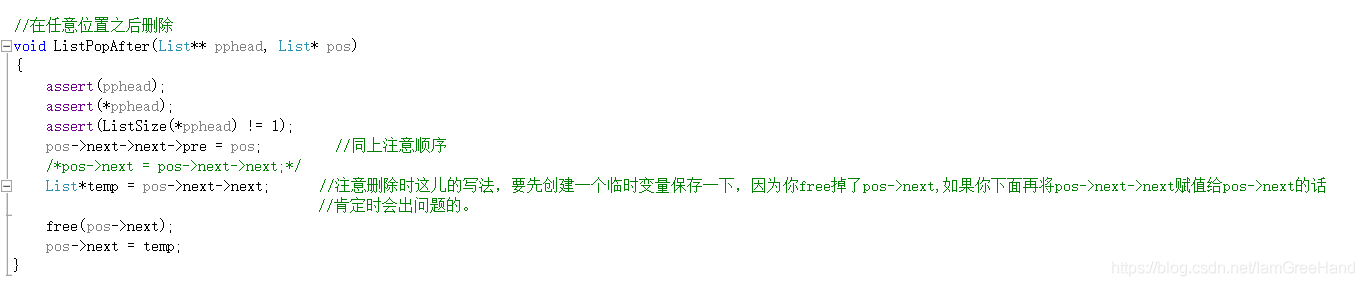 //在任意位置之后删除
void ListPopAfter(List** pphead, List* pos)
{
assert(pphead);
assert(*pphead);
assert(ListSize(*pphead) != 1);
pos->next->next->pre = pos; //同上注意顺序
/*pos->next = pos->next->next;*/
List*temp = pos->next->next; //注意删除时这儿的写法，要先创建一个临时变量保存一下，因为你free掉了pos->next,如果你下面再将pos->next->next赋值给pos->next的话
//肯定时会出问题的。
free(pos->next);
pos->next = temp;
}
https://blog.csdn.net/IamGreeHand